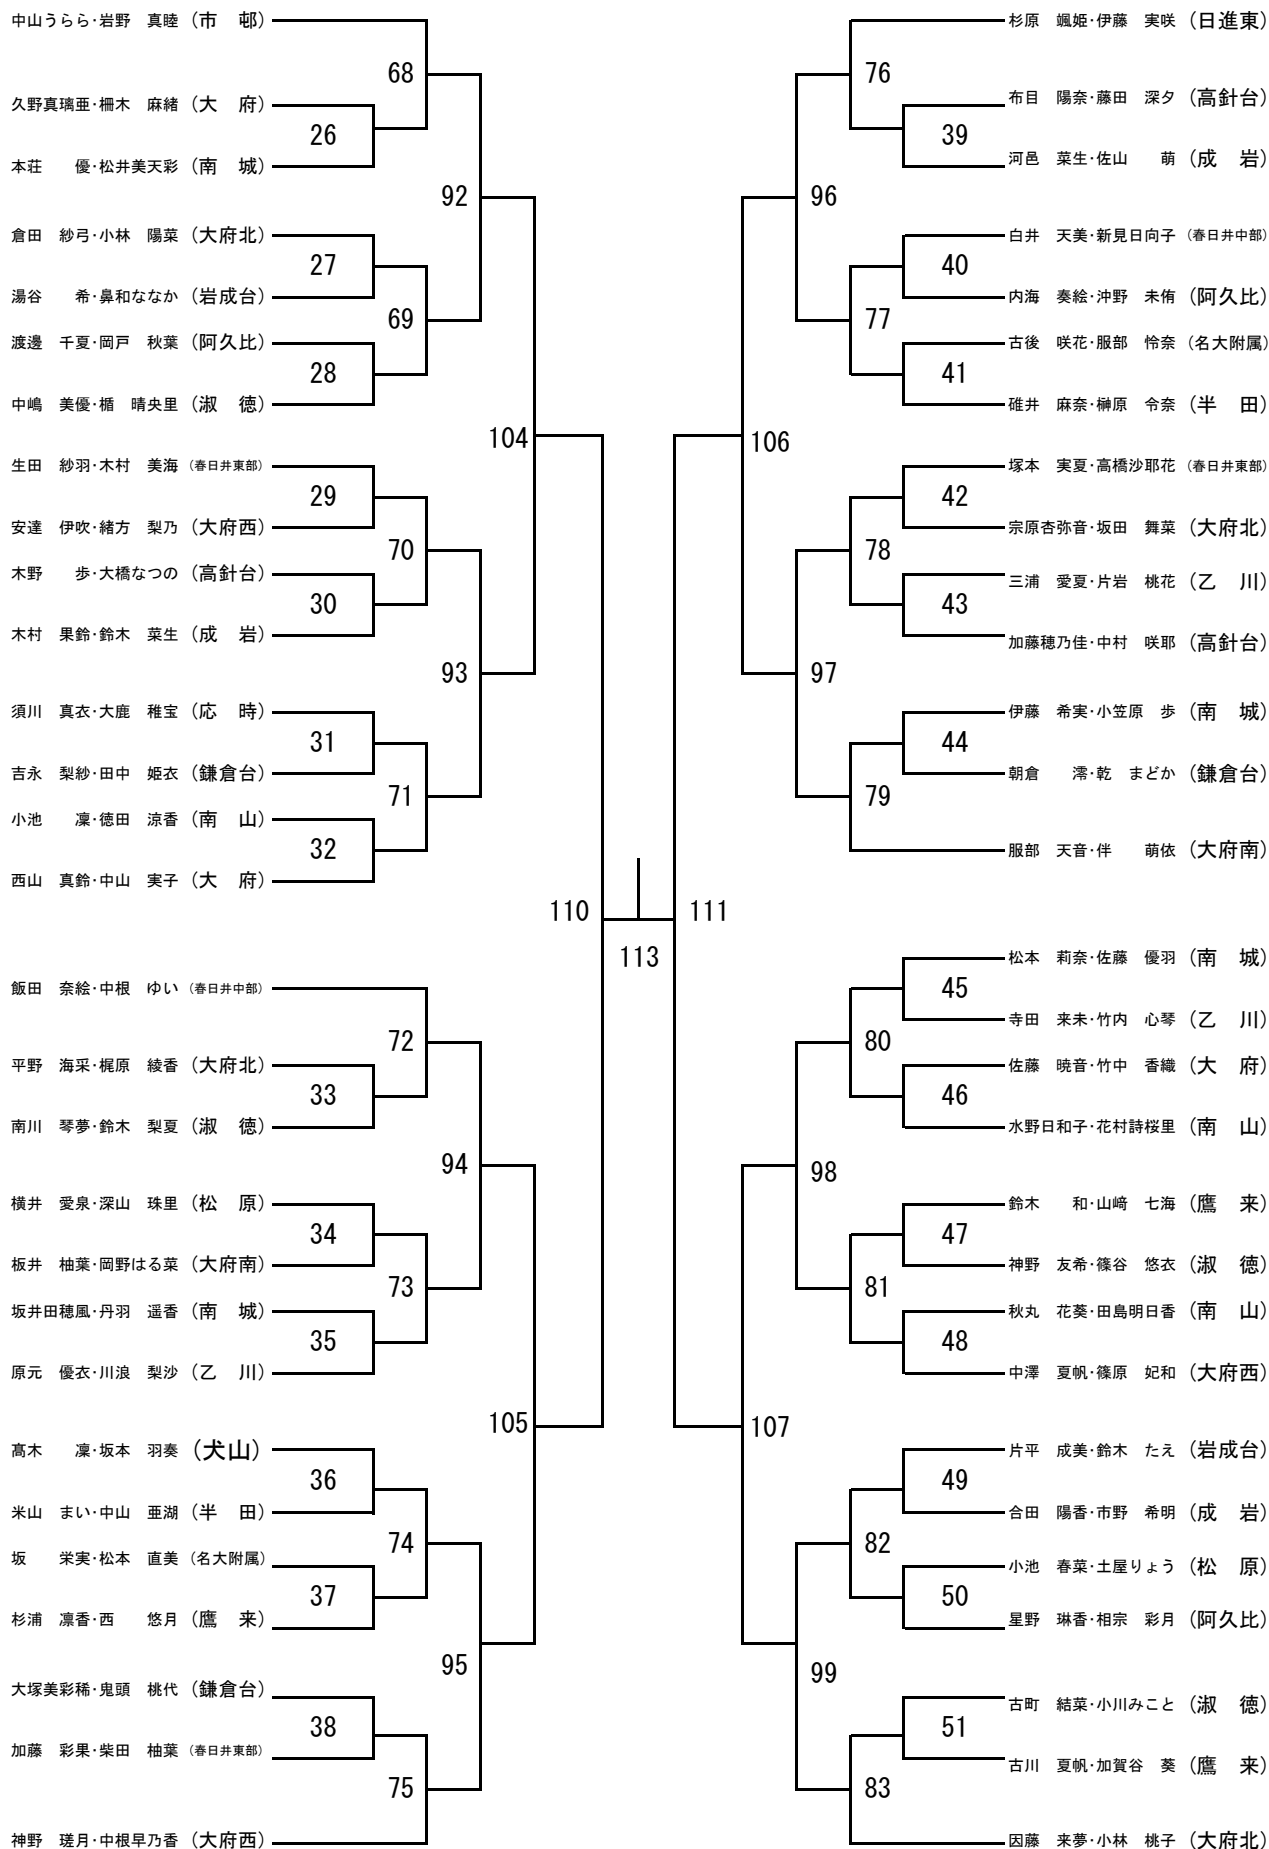 中山うらら・岩野　真睦（市　邨）
68
久野真璃亜・柵木　麻緒（大　府）
26
本荘　　優・松井美天彩（南　城）
92
倉田　紗弓・小林　陽菜（大府北）
27
湯谷　　希・鼻和ななか（岩成台）
69
渡邊　千夏・岡戸　秋葉（阿久比）
28
中嶋　美優・楯　晴央里（淑　徳）
104
生田　紗羽・木村　美海（春日井東部）
29
安達　伊吹・緒方　梨乃（大府西）
70
木野　　歩・大橋なつの（高針台）
30
木村　果鈴・鈴木　菜生（成　岩）
93
須川　真衣・大鹿　稚宝（応　時）
31
吉永　梨紗・田中　姫衣（鎌倉台）
71
小池　　凜・徳田　涼香（南　山）
32
西山　真鈴・中山　実子（大　府）
110
飯田　奈絵・中根　ゆい（春日井中部）
72
平野　海采・梶原　綾香（大府北）
33
南川　琴夢・鈴木　梨夏（淑　徳）
94
横井　愛泉・深山　珠里（松　原）
34
板井　柚葉・岡野はる菜（大府南）
73
坂井田穂風・丹羽　遥香（南　城）
35
原元　優衣・川浪　梨沙（乙　川）
105
髙木　　凜・坂本　羽奏（犬山）
36
米山　まい・中山　亜湖（半　田）
74
坂　　栄実・松本　直美（名大附属）
37
杉浦　凛香・西　　悠月（鷹　来）
95
大塚美彩稀・鬼頭　桃代（鎌倉台）
38
加藤　彩果・柴田　柚葉（春日井東部）
75
神野　瑳月・中根早乃香（大府西）
113
杉原　颯姫・伊藤　実咲（日進東）
76
布目　陽奈・藤田　深夕（高針台）
39
河邑　菜生・佐山　　萌（成　岩）
96
白井　天美・新見日向子（春日井中部）
40
内海　奏絵・沖野　未侑（阿久比）
77
古後　咲花・服部　怜奈（名大附属）
41
碓井　麻奈・榊原　令奈（半　田）
106
塚本　実夏・高橋沙耶花（春日井東部）
42
宗原杏弥音・坂田　舞菜（大府北）
78
三浦　愛夏・片岩　桃花（乙　川）
43
加藤穂乃佳・中村　咲耶（高針台）
97
伊藤　希実・小笠原　歩（南　城）
44
朝倉　　澪・乾　まどか（鎌倉台）
79
服部　天音・伴　　萌依（大府南）
111
松本　莉奈・佐藤　優羽（南　城）
45
寺田　来未・竹内　心琴（乙　川）
80
佐藤　暁音・竹中　香織（大　府）
46
水野日和子・花村詩桜里（南　山）
98
鈴木　　和・山﨑　七海（鷹　来）
47
神野　友希・篠谷　悠衣（淑　徳）
81
秋丸　花葵・田島明日香（南　山）
48
中澤　夏帆・篠原　妃和（大府西）
107
片平　成美・鈴木　たえ（岩成台）
49
合田　陽香・市野　希明（成　岩）
82
小池　春菜・土屋りょう（松　原）
50
星野　琳香・相宗　彩月（阿久比）
99
古町　結菜・小川みこと（淑　徳）
51
古川　夏帆・加賀谷　葵（鷹　来）
83
因藤　来夢・小林　桃子（大府北）